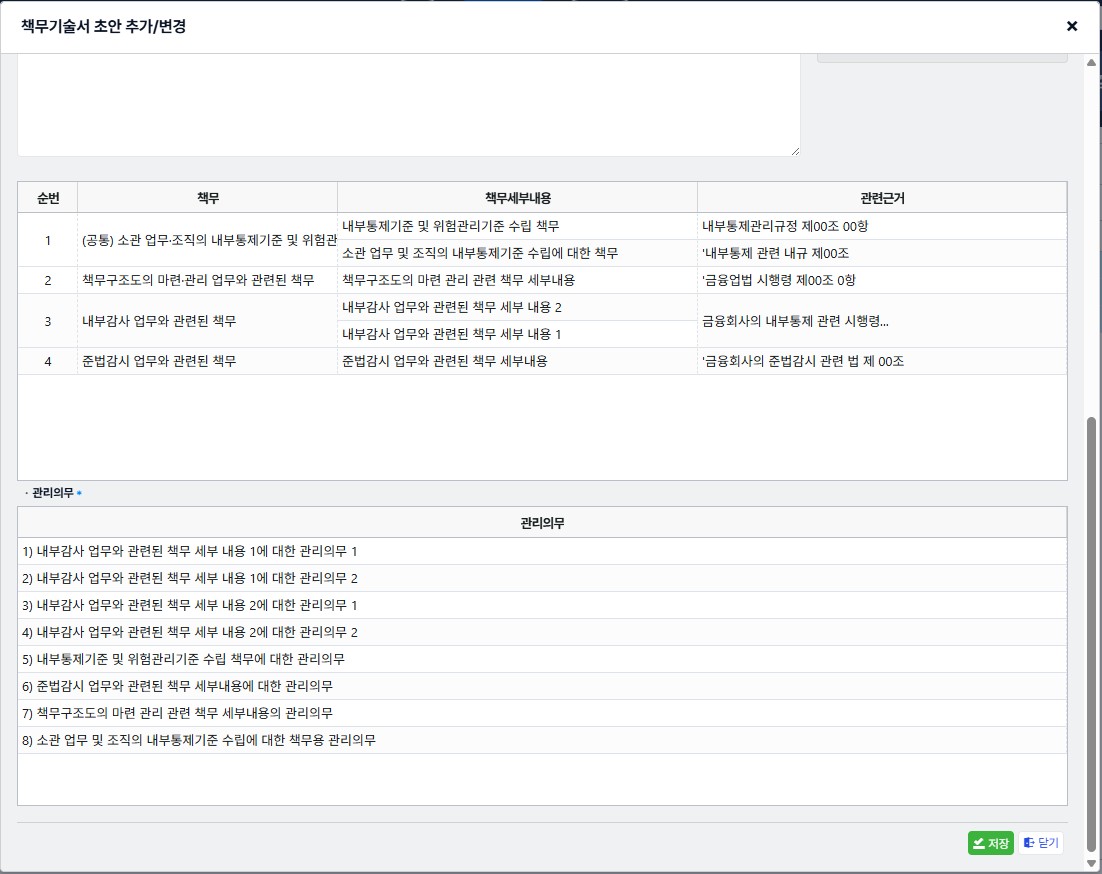 책무기술서 초안 추가/변경
순번 책무 책무세부내용 관련근거
1 (공통) 소관 업무·조직의 내부통제기준 및 위험관 내부통제기준 및 위험관리기준 수립 책무 내부통제관리규정 제00조 00항
소관 업무 및 조직의 내부통제기준 수립에 대한 책무 '내부통제 관련 내규 제00조
2 책무구조도의 마련·관리 업무와 관련된 책무 책무구조도의 마련 관리 관련 책무 세부내용 '금융업법 시행령 제00조 0항
3 내부감사 업무와 관련된 책무 내부감사 업무와 관련된 책무 세부 내용 2 금융회사의 내부통제 관련 시행령...
내부감사 업무와 관련된 책무 세부 내용 1
4 준법감시 업무와 관련된 책무 준법감시 업무와 관련된 책무 세부내용 '금융회사의 준법감시 관련 법 제 00조
· 관리의무
관리의무
1) 내부감사 업무와 관련된 책무 세부 내용 1에 대한 관리의무 1
2) 내부감사 업무와 관련된 책무 세부 내용 1에 대한 관리의무 2
3) 내부감사 업무와 관련된 책무 세부 내용 2에 대한 관리의무 1
4) 내부감사 업무와 관련된 책무 세부 내용 2에 대한 관리의무 2
5) 내부통제기준 및 위험관리기준 수립 책무에 대한 관리의무
6) 준법감시 업무와 관련된 책무 세부내용에 대한 관리의무
7) 책무구조도의 마련 관리 관련 책무 세부내용의 관리의무
8) 소관 업무 및 조직의 내부통제기준 수립에 대한 책무용 관리의무
저장 닫기